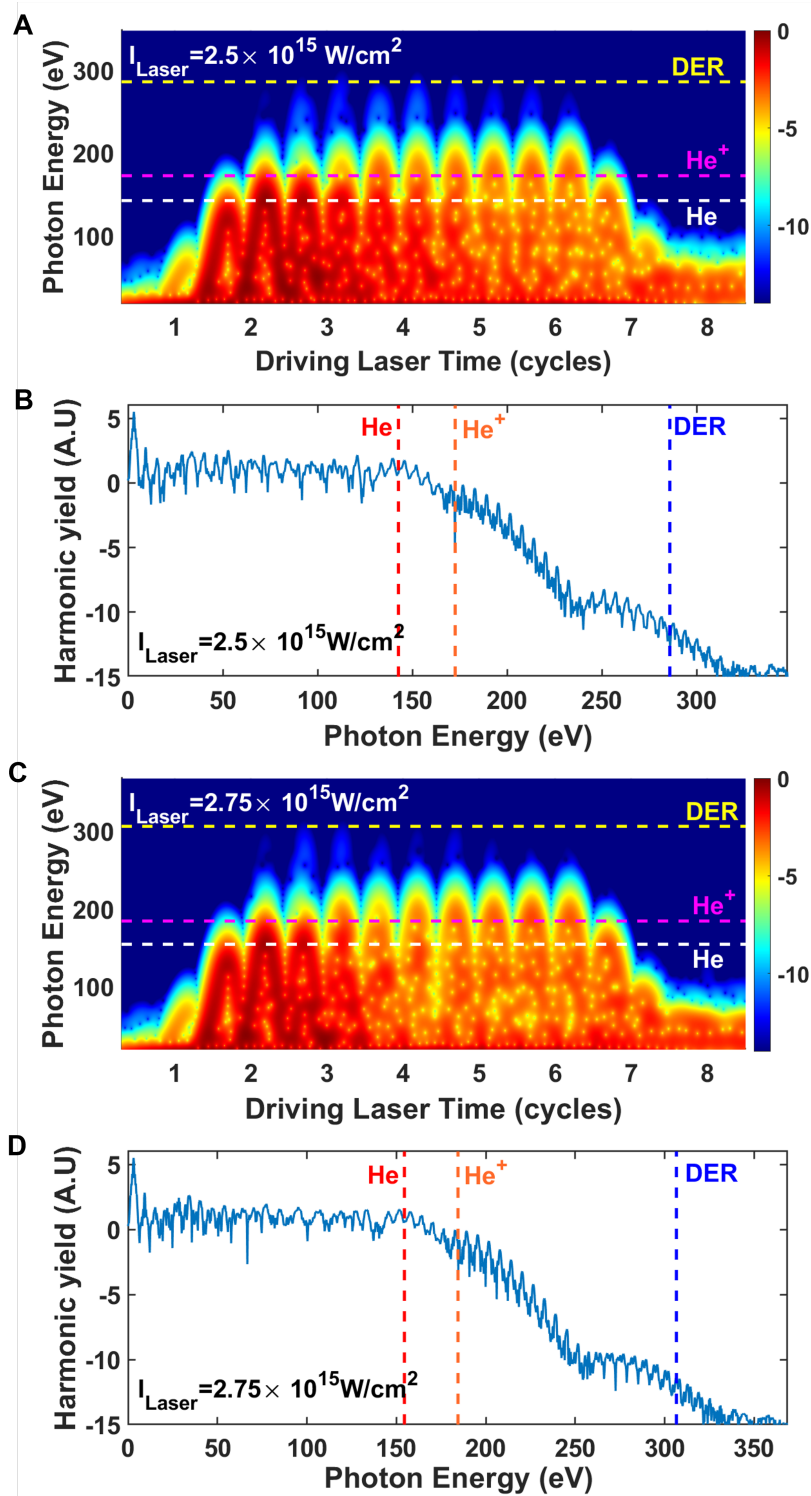 A
I_Laser=2.5× 10^15 W/cm^2
DER
He^+
He
Photon Energy (eV)
300
200
100
0
-5
-10
1 2 3 4 5 6 7 8
Driving Laser Time (cycles)
B
He
He^+
DER
Harmonic yield (A.U)
5
0
-5
-10
-15
I_Laser=2.5× 10^15W/cm^2
0 50 100 150 200 250 300
Photon Energy (eV)
C
I_Laser=2.75× 10^15W/cm^2
DER
He^+
He
Photon Energy (eV)
300
200
100
0
-5
-10
1 2 3 4 5 6 7 8
Driving Laser Time (cycles)
D
He
He^+
DER
Harmonic yield (A.U)
5
0
-5
-10
-15
I_Laser=2.75× 10^15W/cm^2
0 50 100 150 200 250 300 350
Photon Energy (eV)